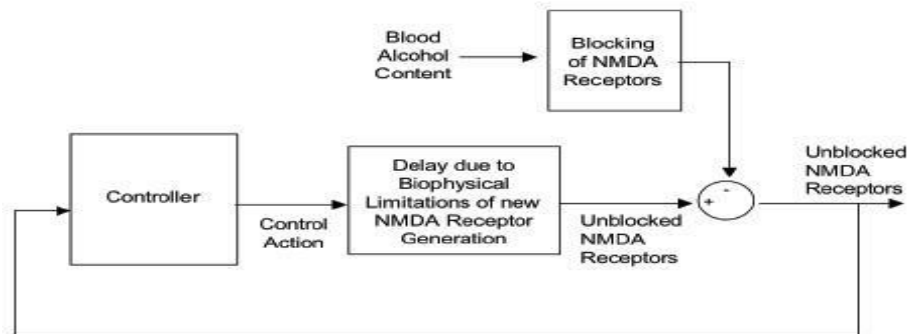 Blood
Alcohol
Content
Blocking
of NMDA
Receptors
Controller
Control
Action
Delay due to
Biophysical
Limitations of new
NMDA Receptor
Generation
Unblocked
NMDA
Receptors
+
-
Unblocked
NMDA
Receptors